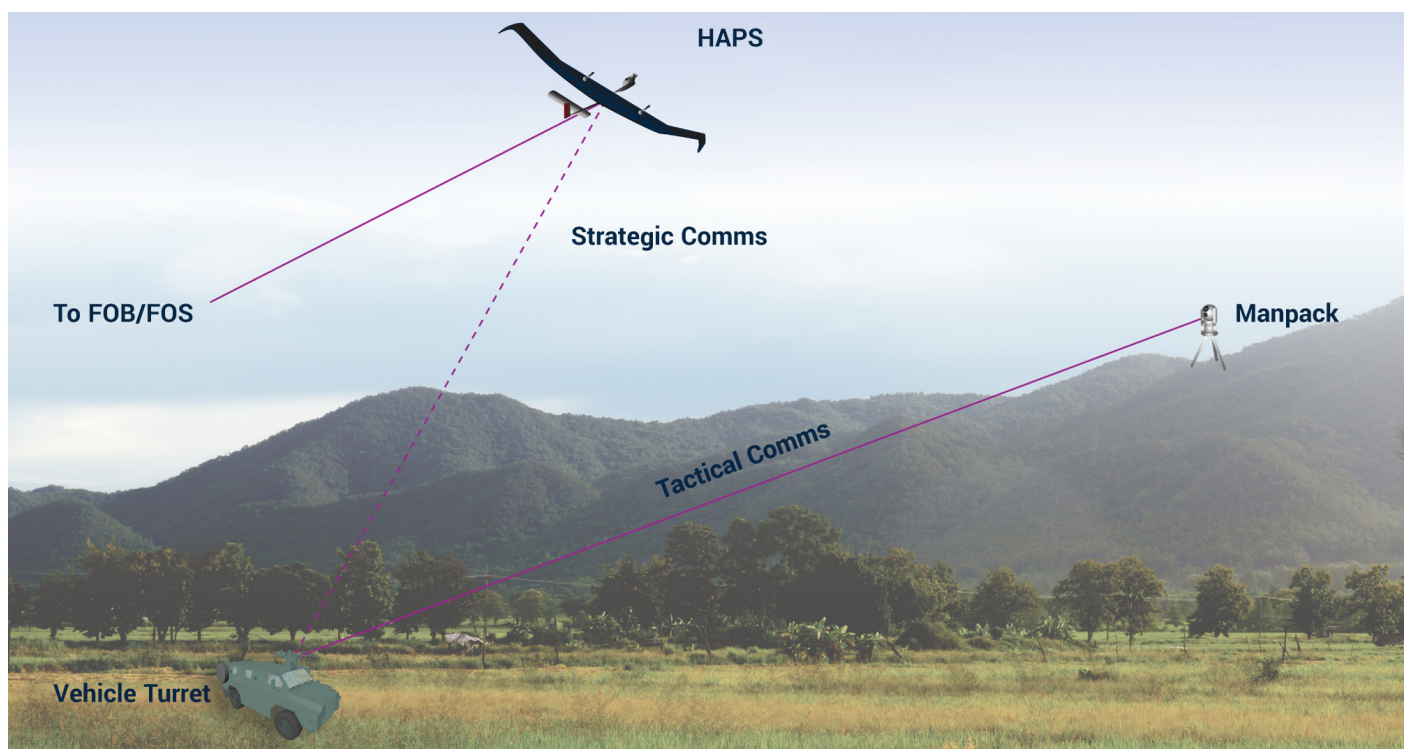 HAPS
Strategic Comms
To FOB/FOS
Manpack
Tactical Comms
Vehicle Turret